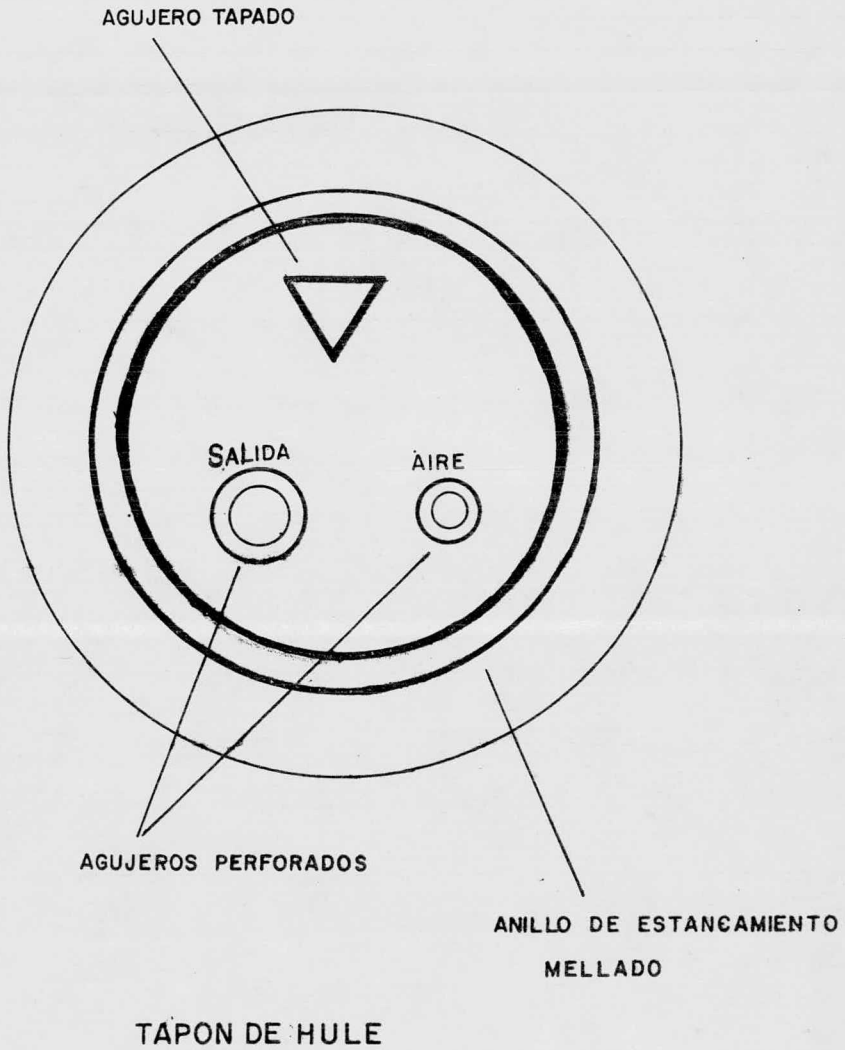 AGUJERO TAPADO
SALIDA
AIRE
AGUJEROS PERFORADOS
ANILLO DE ESTANCAMIENTO
MELLADO
TAPON DE HULE